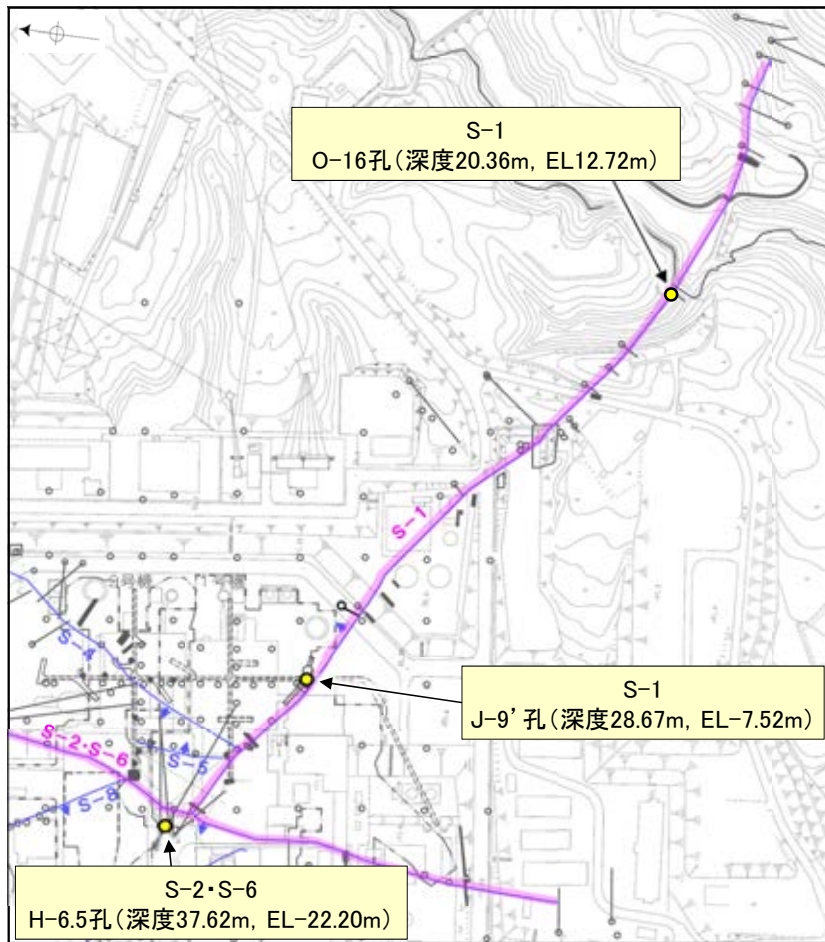 S-1
O-16孔(深度20.36m, EL12.72m)
S-1
S-4
S-1
J-9’孔(深度28.67m, EL-7.52m)
S-2・S-6
S-5
S-8
S-2・S-6
H-6.5孔(深度37.62m, EL-22.20m)